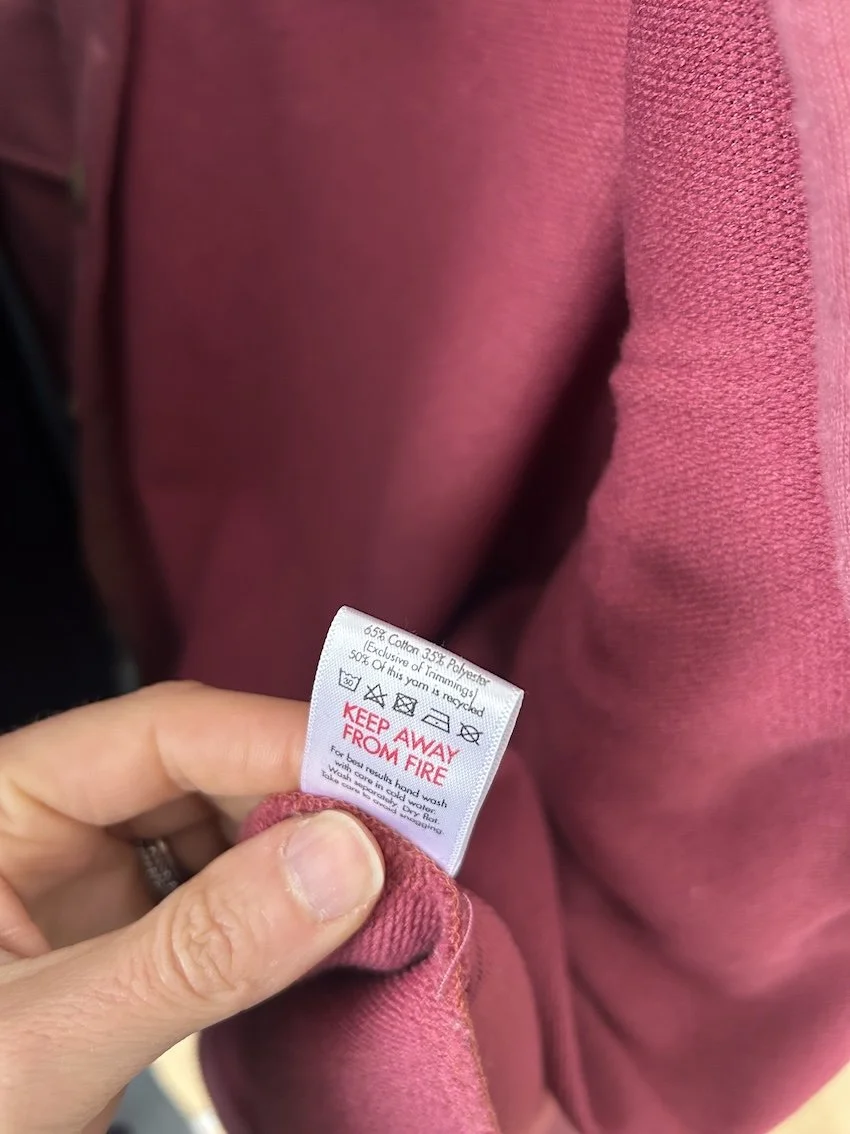 65% Cotton 35% Polyester
(Exclusive of Trimmings)
50% Of this yarn is recycled
30
KEEP AWAY
FROM FIRE
For best results hand wash
with care in cold water.
Wash separately. Dry flat.
Take care to avoid snagging.